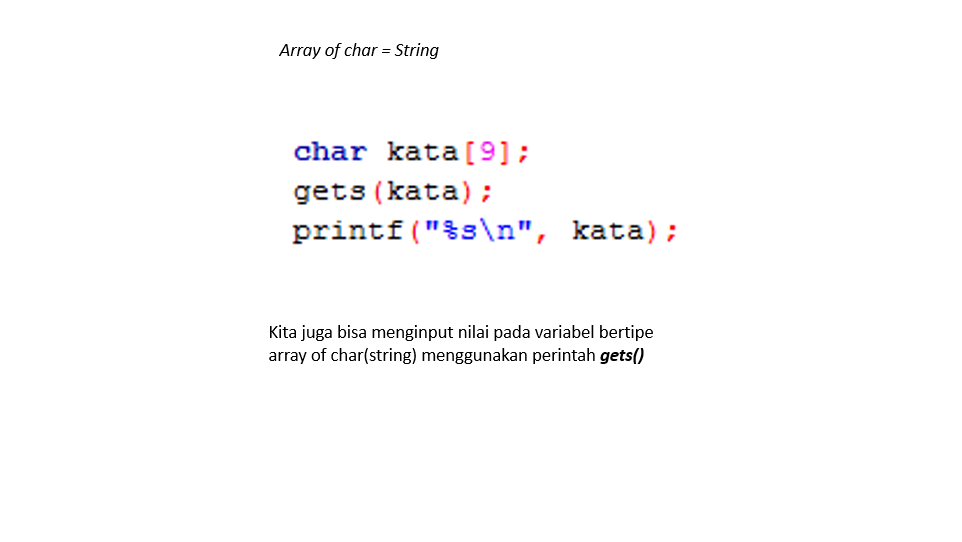 Array of char = String
char kata[9];
gets(kata);
printf("%s\n", kata);
Kita juga bisa menginput nilai pada variabel bertipe
array of char(string) menggunakan perintah gets()